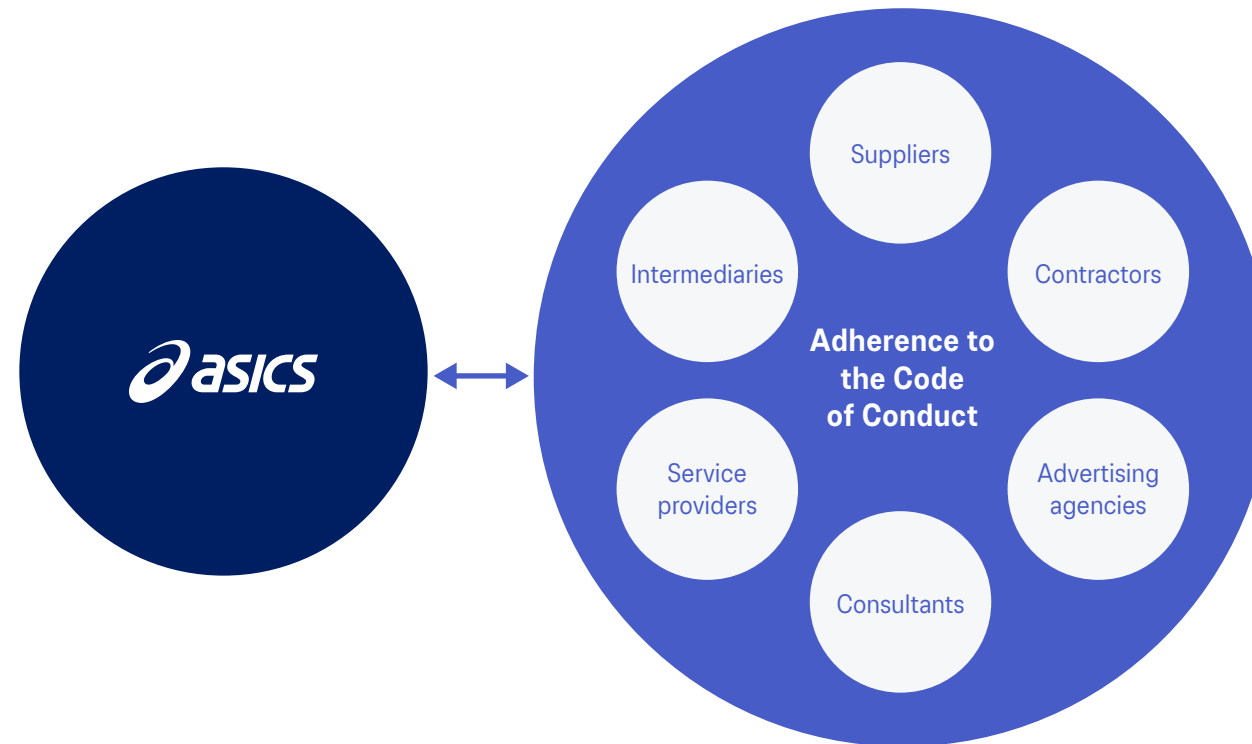 asics
Suppliers
Intermediaries
Contractors
Adherence to
the Code
of Conduct
Service
providers
Advertising
agencies
Consultants